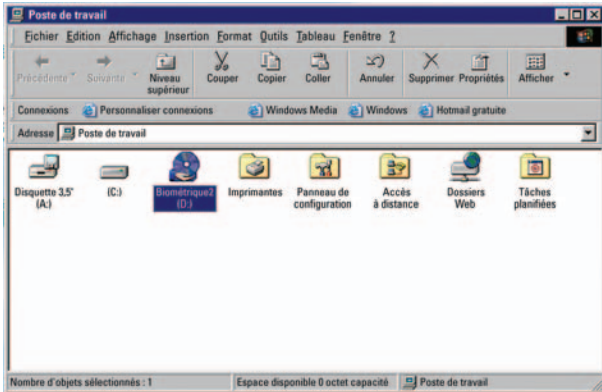 Poste de travail
Fichier Edition Affichage Insertion Format Outils Tableau Fenêtre ?
Précédente Suivante Niveau supérieur Couper Copier Coller Annuler Supprimer Propriétés Afficher
Connexions Personnaliser connexions Windows Media Windows Hotmail gratuite
Adresse Poste de travail
Disquette 3,5" (A:)
(C:)
Biométrique2 (D:)
Imprimantes
Panneau de configuration
Accès à distance
Dossiers Web
Tâches planifiées
Nombre d'objets sélectionnés : 1 Espace disponible 0 octet capacité Poste de travail